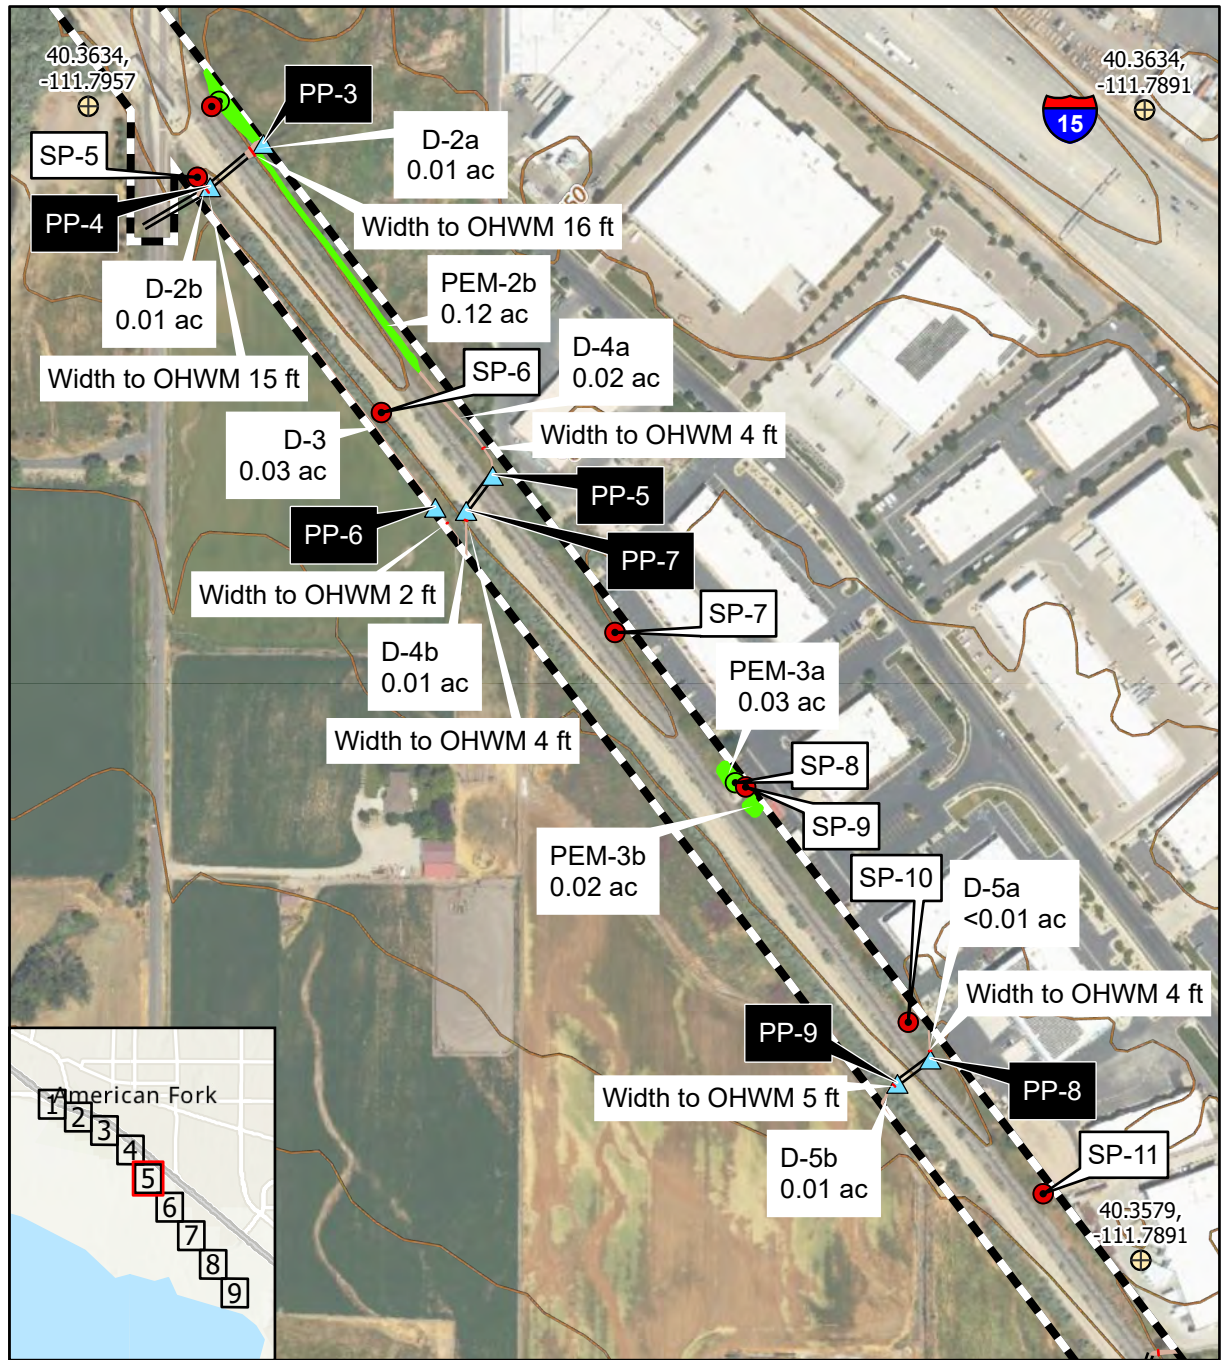 40.3634,
-111.7957
PP-3
40.3634,
-111.7891
15
D-2a
0.01 ac
SP-5
PP-4
50
Width to OHWM 16 ft
D-2b
0.01 ac
PEM-2b
0.12 ac
Width to OHWM 15 ft
D-4a
0.02 ac
SP-6
Width to OHWM 4 ft
D-3
0.03 ac
PP-5
PP-6
PP-7
Width to OHWM 2 ft
SP-7
D-4b
0.01 ac
PEM-3a
0.03 ac
Width to OHWM 4 ft
SP-8
SP-9
PEM-3b
0.02 ac
SP-10
D-5a
<0.01 ac
Width to OHWM 4 ft
PP-9
PP-8
Width to OHWM 5 ft
D-5b
0.01 ac
SP-11
40.3579,
-111.7891
American Fork
1
2
3
4
5
6
7
8
9